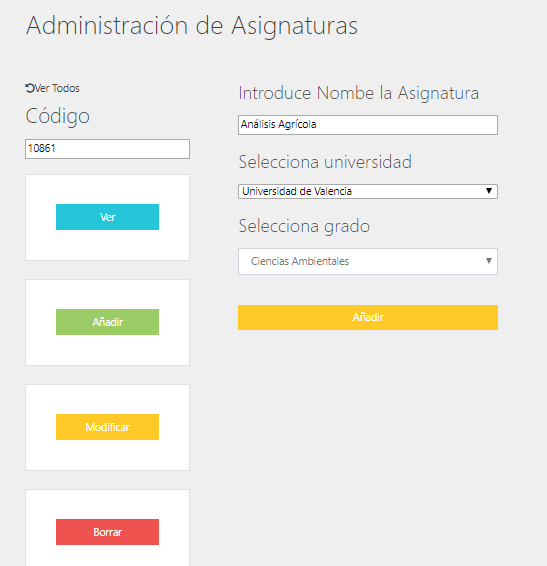 Administración de Asignaturas
Ver Todos
Código
10861
Ver
Añadir
Modificar
Borrar
Introduce Nombe la Asignatura
Análisis Agrícola
Selecciona universidad
Universidad de Valencia
Selecciona grado
Ciencias Ambientales
Añadir